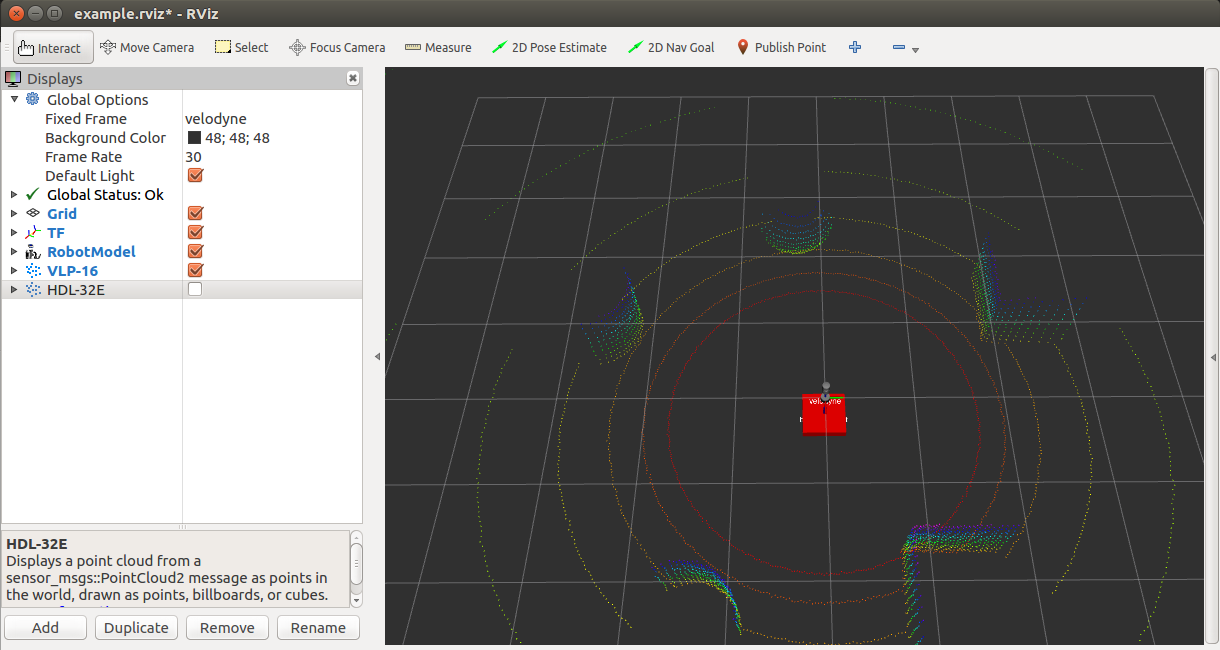 example.rviz* - RViz
Interact Move Camera Select Focus Camera Measure 2D Pose Estimate 2D Nav Goal Publish Point
Displays
Global Options
Fixed Frame velodyne
Background Color 48; 48; 48
Frame Rate 30
Default Light
Global Status: Ok
Grid
TF
RobotModel
VLP-16
HDL-32E
velodyne
HDL-32E
Displays a point cloud from a
sensor_msgs::PointCloud2 message as points in
the world, drawn as points, billboards, or cubes.
Add Duplicate Remove Rename